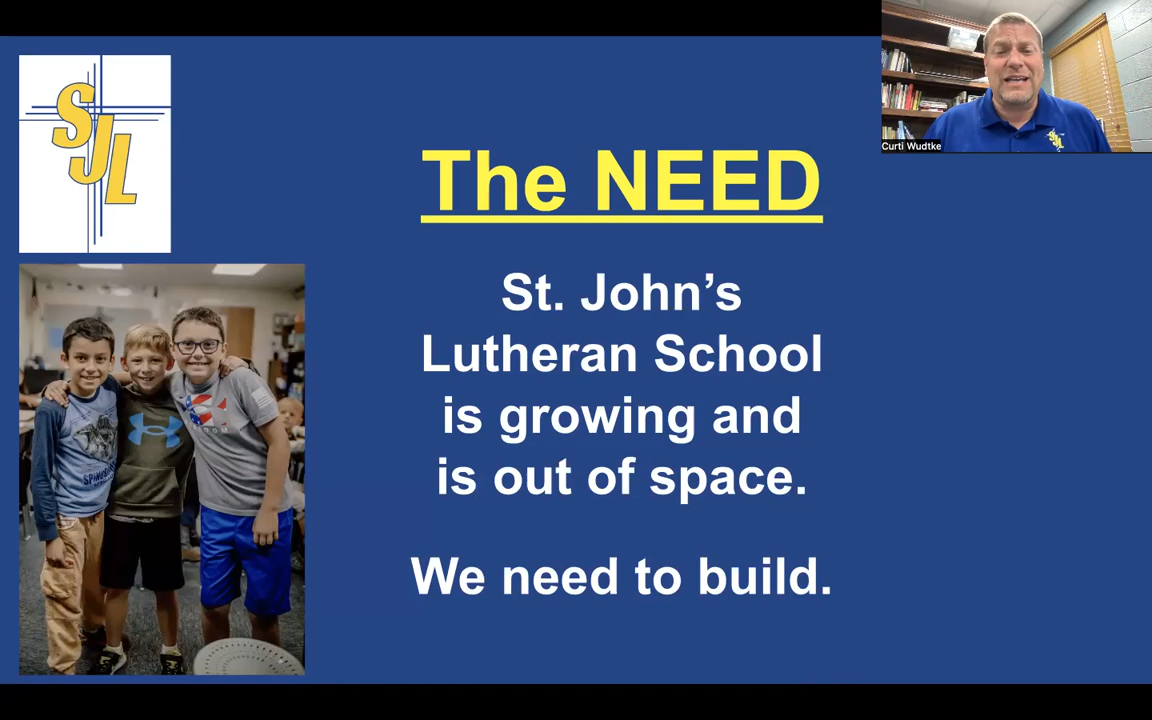 SJL
Curti Wudtke
The NEED
St. John’s
Lutheran School
is growing and
is out of space.
We need to build.